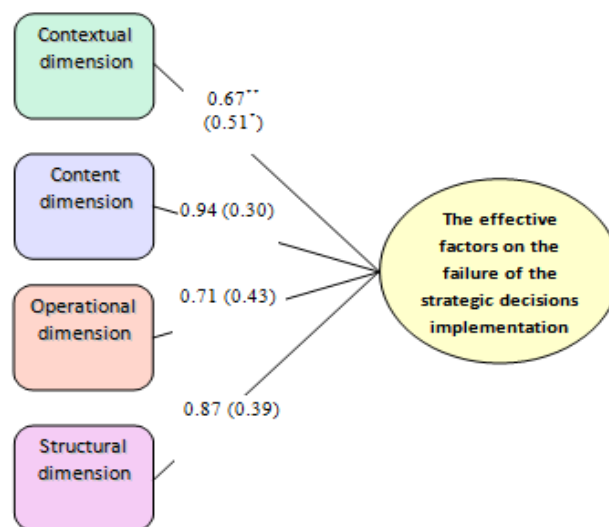 Contextual
dimension
0.67**
(0.51*)
Content
dimension
0.94 (0.30)
The effective
factors on the
failure of the
strategic decisions
implementation
Operational
dimension
0.71 (0.43)
0.87 (0.39)
Structural
dimension